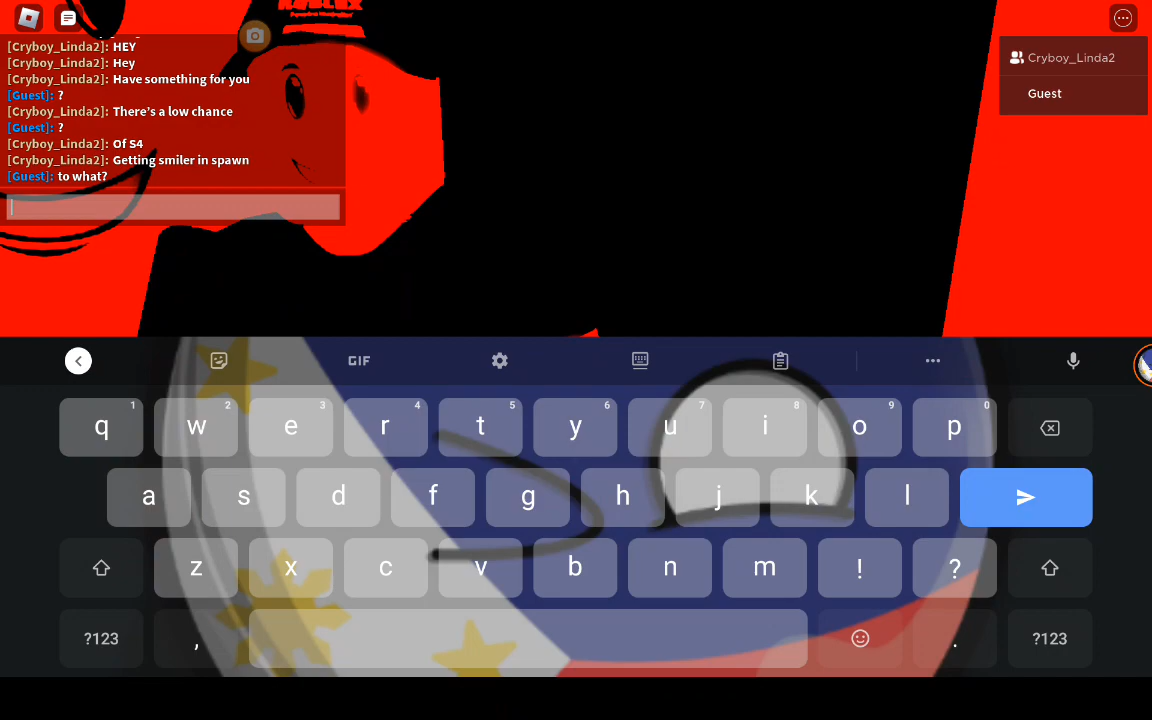 ROBLOX
[Cryboy_Linda2]: HEY
[Cryboy_Linda2]: Hey
[Cryboy_Linda2]: Have something for you
[Guest]: ?
[Cryboy_Linda2]: There's a low chance
[Guest]: ?
[Cryboy_Linda2]: Of S4
[Cryboy_Linda2]: Getting smiler in spawn
[Guest]: to what?
Cryboy_Linda2
Guest
GIF
1 2 3 4 5 6 7 8 9 0
q w e r t y u i o p
a s d f g h j k l
z x c v b n m ! ?
?123 , . ?123